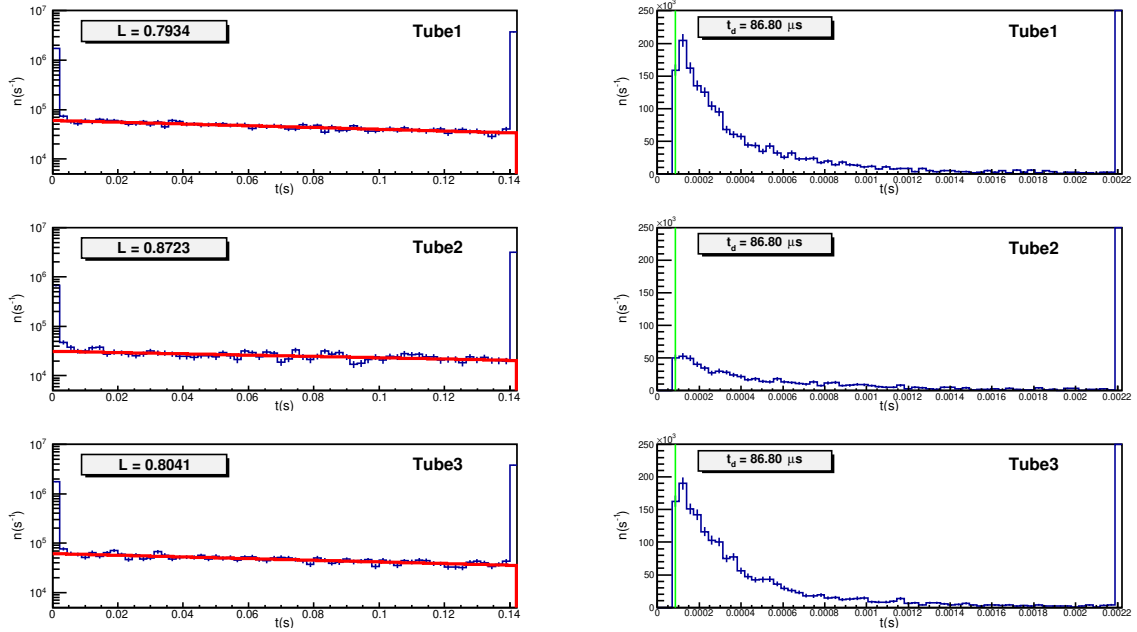 10⁷
L = 0.7934
Tube1
10⁶
n(s⁻¹)
10⁵
10⁴
0 0.02 0.04 0.06 0.08 0.1 0.12 0.14
t(s)
×10³
250
t_d = 86.80 μs
Tube1
200
n(s⁻¹)
150
100
50
0
0 0.0002 0.0004 0.0006 0.0008 0.001 0.0012 0.0014 0.0016 0.0018 0.002 0.0022
t(s)
10⁷
L = 0.8723
Tube2
10⁶
n(s⁻¹)
10⁵
10⁴
0 0.02 0.04 0.06 0.08 0.1 0.12 0.14
t(s)
×10³
250
t_d = 86.80 μs
Tube2
200
n(s⁻¹)
150
100
50
0
0 0.0002 0.0004 0.0006 0.0008 0.001 0.0012 0.0014 0.0016 0.0018 0.002 0.0022
t(s)
10⁷
L = 0.8041
Tube3
10⁶
n(s⁻¹)
10⁵
10⁴
0 0.02 0.04 0.06 0.08 0.1 0.12 0.14
t(s)
×10³
250
t_d = 86.80 μs
Tube3
200
n(s⁻¹)
150
100
50
0
0 0.0002 0.0004 0.0006 0.0008 0.001 0.0012 0.0014 0.0016 0.0018 0.002 0.0022
t(s)